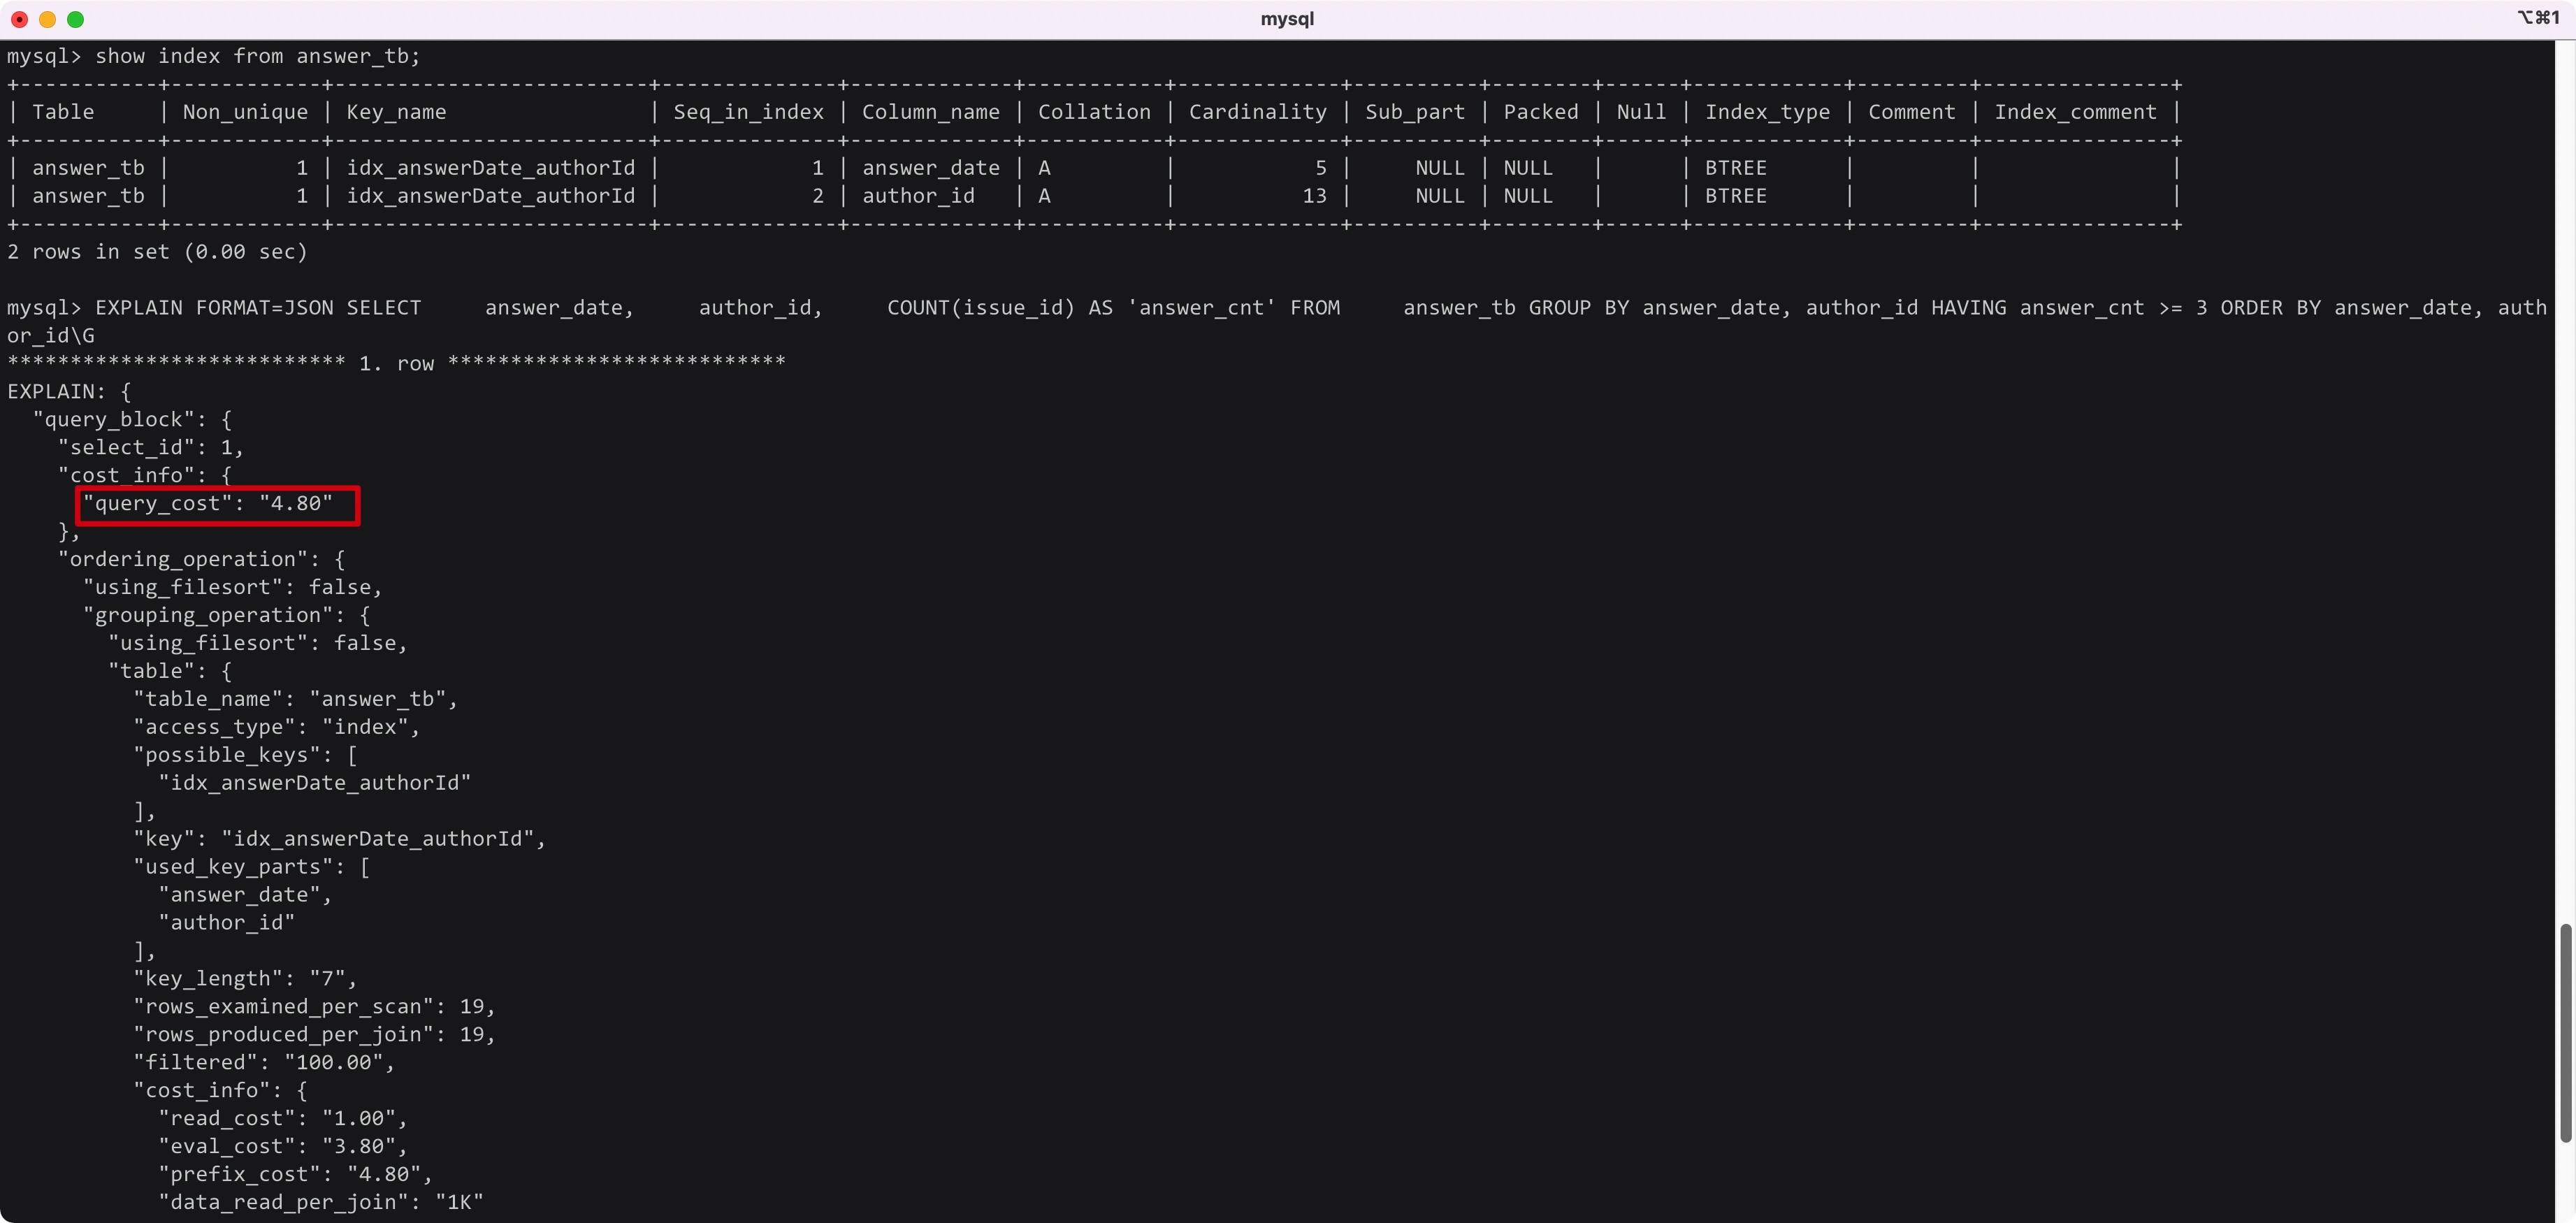 mysql
⌥⌘1
mysql> show index from answer_tb;
+-----------+------------+-------------------------+--------------+-------------+-----------+-------------+----------+--------+------+------------+---------+---------------+
| Table     | Non_unique | Key_name                | Seq_in_index | Column_name | Collation | Cardinality | Sub_part | Packed | Null | Index_type | Comment | Index_comment |
+-----------+------------+-------------------------+--------------+-------------+-----------+-------------+----------+--------+------+------------+---------+---------------+
| answer_tb |          1 | idx_answerDate_authorId |            1 | answer_date | A         |           5 |     NULL | NULL   |      | BTREE      |         |               |
| answer_tb |          1 | idx_answerDate_authorId |            2 | author_id   | A         |          13 |     NULL | NULL   |      | BTREE      |         |               |
+-----------+------------+-------------------------+--------------+-------------+-----------+-------------+----------+--------+------+------------+---------+---------------+
2 rows in set (0.00 sec)
mysql> EXPLAIN FORMAT=JSON SELECT     answer_date,     author_id,     COUNT(issue_id) AS 'answer_cnt' FROM     answer_tb GROUP BY answer_date, author_id HAVING answer_cnt >= 3 ORDER BY answer_date, auth
or_id\G
*************************** 1. row ***************************
EXPLAIN: {
  "query_block": {
    "select_id": 1,
    "cost_info": {
      "query_cost": "4.80"
    },
    "ordering_operation": {
      "using_filesort": false,
      "grouping_operation": {
        "using_filesort": false,
        "table": {
          "table_name": "answer_tb",
          "access_type": "index",
          "possible_keys": [
            "idx_answerDate_authorId"
          ],
          "key": "idx_answerDate_authorId",
          "used_key_parts": [
            "answer_date",
            "author_id"
          ],
          "key_length": "7",
          "rows_examined_per_scan": 19,
          "rows_produced_per_join": 19,
          "filtered": "100.00",
          "cost_info": {
            "read_cost": "1.00",
            "eval_cost": "3.80",
            "prefix_cost": "4.80",
            "data_read_per_join": "1K"